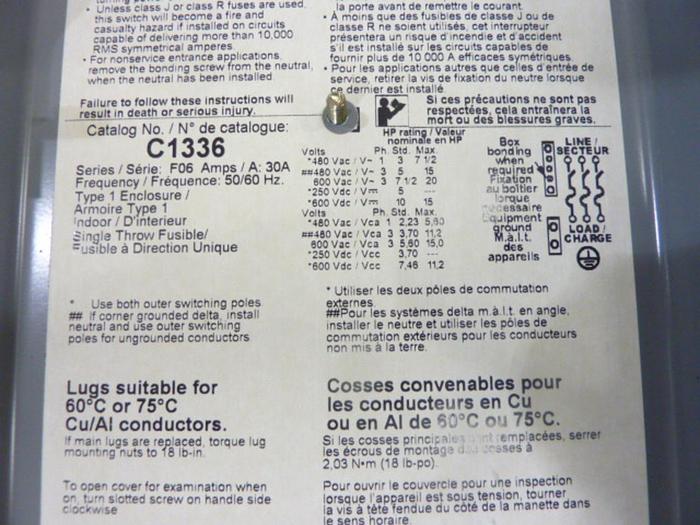 turning power
• Unless class J or class R fuses are used,
this switch will become a fire and
casualty hazard if installed on circuits
capable of delivering more than 10,000
RMS symmetrical amperes.
• For nonservice entrance applications,
remove the bonding screw from the neutral,
when the neutral has been installed
Failure to follow these instructions will
result in death or serious injury.
la porte avant de remettre le courant.
• À moins que des fusibles de classe J ou de
classe R ne soient utilisés, cet interrupteur
présentera un risque d'incendie et d'accident
s'il est installé sur les circuits capables de
fournir plus de 10 000 A efficaces symétriques.
• Pour les applications autres que celles d'entrée de
service, retirer la vis de fixation du neutre lorsque
ce dernier est installé.
Si ces précautions ne sont pas
respectées, cela entraînera la
mort ou des blessures graves.
Catalog No. / N° de catalogue:
C1336
Series / Série: F06 Amps / A: 30A
Frequency / Fréquence: 50/60 Hz.
Type 1 Enclosure /
Armoire Type 1
Indoor / D'interieur
Single Throw Fusible/
Fusible à Direction Unique
HP rating / Valeur
nominale en HP
Volts Ph. Std. Max.
*480 Vac / V~ 1 3 7 1/2
##480 Vac / V~ 3 5 15
600 Vac / V~ 3 7 1/2 20
*250 Vdc / V⎓ 5 --
*600 Vdc / V⎓ 10 15
Volts Ph. Std. Max.
*480 Vac / Vca 1 2,23 5,60
##480 Vac / Vca 3 3,70 11,2
600 Vac / Vca 3 5,60 15,0
*250 Vdc / Vcc 3,70 ---
*600 Vdc / Vcc 7,46 11,2
Box
bonding
when
required
Fixation
au boîtier
lorsque
nécessaire
Equipment
ground
M.à.l.t.
des
appareils
LINE /
SECTEUR
LOAD /
CHARGE
* Use both outer switching poles
## If corner grounded delta, install
neutral and use outer switching
poles for ungrounded conductors
* Utiliser les deux pôles de commutation
externes.
##Pour les systèmes delta m.à.l.t. en angle,
installer le neutre et utiliser les pôles de
commutation extérieurs pour les conducteurs
non mis à la terre.
Lugs suitable for
60°C or 75°C
Cu/Al conductors.
If main lugs are replaced, torque lug
mounting nuts to 18 lb-in.
To open cover for examination when
on, turn slotted screw on handle side
clockwise
Cosses convenables pour
les conducteurs en Cu
ou en Al de 60°C ou 75°C.
Si les cosses principales sont remplacées, serrer
les écrous de montage des cosses à
2,03 N•m (18 lb-po).
Pour ouvrir le couvercle pour une inspection
lorsque l'appareil est sous tension, tourner
la vis à tête fendue du côté de la manette dans
le sens horaire.